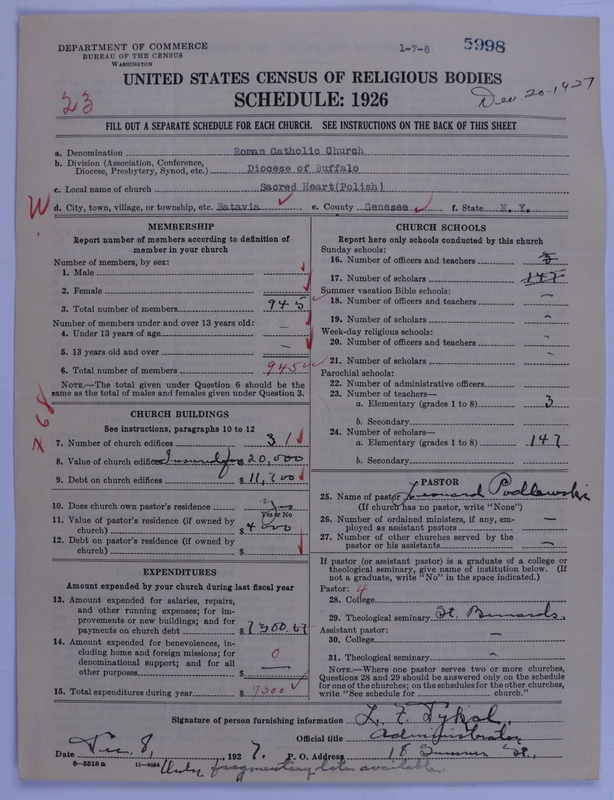 DEPARTMENT OF COMMERCE
BUREAU OF THE CENSUS
WASHINGTON
1-7-8
5998
UNITED STATES CENSUS OF RELIGIOUS BODIES
SCHEDULE: 1926
23
Dec. 20-1927
FILL OUT A SEPARATE SCHEDULE FOR EACH CHURCH. SEE INSTRUCTIONS ON THE BACK OF THIS SHEET
a. Denomination Roman Catholic Church
b. Division (Association, Conference, Diocese, Presbytery, Synod, etc.) Diocese of Buffalo
c. Local name of church Sacred Heart(Polish)
W d. City, town, village, or township, etc. Batavia e. County Genesee f. State N. Y.
MEMBERSHIP
Report number of members according to definition of
member in your church
Number of members, by sex:
1. Male
2. Female
3. Total number of members 945
Number of members under and over 13 years old:
4. Under 13 years of age —
5. 13 years old and over —
6. Total number of members 945
NOTE.—The total given under Question 6 should be the
same as the total of males and females given under Question 3.
CHURCH BUILDINGS
See instructions, paragraphs 10 to 12
7. Number of church edifices 3 1
8. Value of church edifices Insured for $20,000
9. Debt on church edifices $ 11,700
10. Does church own pastor's residence Yes
Yes or No
11. Value of pastor's residence (if owned by
church) $ 4000
12. Debt on pastor's residence (if owned by
church) $
EXPENDITURES
Amount expended by your church during last fiscal year
13. Amount expended for salaries, repairs,
and other running expenses; for im-
provements or new buildings; and for
payments on church debt $ 7300.67
14. Amount expended for benevolences, in-
cluding home and foreign missions; for
denominational support; and for all
other purposes $ 0 —
15. Total expenditures during year $ 7300
CHURCH SCHOOLS
Report here only schools conducted by this church
Sunday schools:
16. Number of officers and teachers 3
17. Number of scholars 147
Summer vacation Bible schools:
18. Number of officers and teachers —
19. Number of scholars -
Week-day religious schools:
20. Number of officers and teachers -
21. Number of scholars -
Parochial schools:
22. Number of administrative officers
23. Number of teachers—
a. Elementary (grades 1 to 8) 3
b. Secondary
24. Number of scholars—
a. Elementary (grades 1 to 8) 147
b. Secondary
PASTOR
25. Name of pastor Leonard Podlewski
(If church has no pastor, write "None")
26. Number of ordained ministers, if any, em-
ployed as assistant pastors —
27. Number of other churches served by the
pastor or his assistants —
If pastor (or assistant pastor) is a graduate of a college or
theological seminary, give name of institution below. (If
not a graduate, write "No" in the space indicated.)
Pastor: 4
28. College
29. Theological seminary St. Bernards
Assistant pastor:
30. College —
31. Theological seminary -
NOTE.—Where one pastor serves two or more churches,
Questions 28 and 29 should be answered only on the schedule
for one of the churches; on the schedules for the other churches,
write "See schedule for church."
Signature of person furnishing information
Official title Administrator
Date Dec. 8, 1927. P. O. Address 18 Summer St.,
8-5518 a
Only fragmentary data available.